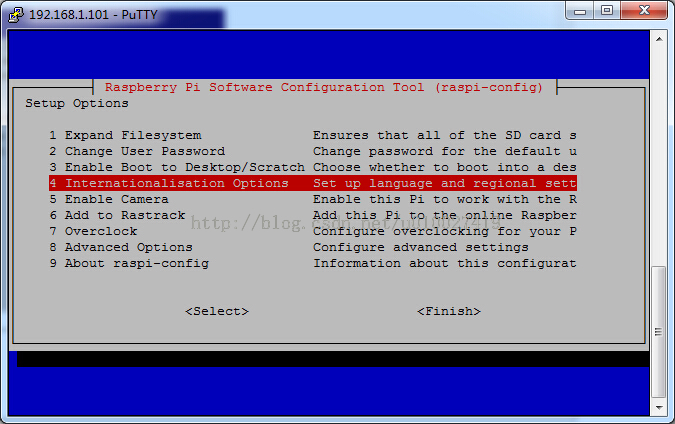 192.168.1.101 - PuTTY
Raspberry Pi Software Configuration Tool (raspi-config)
Setup Options
1 Expand Filesystem Ensures that all of the SD card s
2 Change User Password Change password for the default u
3 Enable Boot to Desktop/Scratch Choose whether to boot into a des
4 Internationalisation Options Set up language and regional sett
5 Enable Camera Enable this Pi to work with the R
6 Add to Rastrack Add this Pi to the online Raspber
http://blog.csdn.net/u010027419
7 Overclock Configure overclocking for your P
8 Advanced Options Configure advanced settings
9 About raspi-config Information about this configurat
<Select> <Finish>